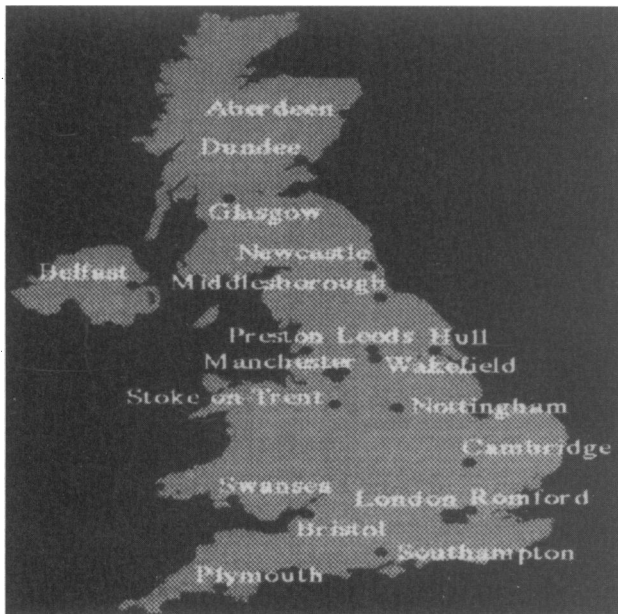 Aberdeen
Dundee
Glasgow
Newcastle
Belfast
Middlesborough
Preston Leeds Hull
Manchester Wakefield
Stoke on Trent Nottingham
Cambridge
Swansea
London Romford
Bristol
Southampton
Plymouth